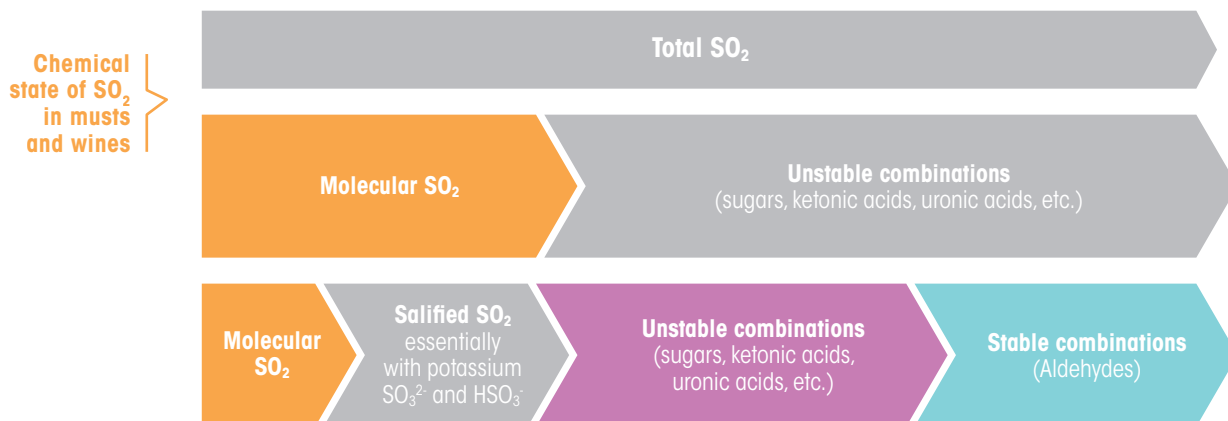 Chemical
state of SO₂
in musts
and wines
Total SO₂
Molecular SO₂
Unstable combinations
(sugars, ketonic acids, uronic acids, etc.)
Molecular
SO₂
Salified SO₂
essentially
with potassium
SO₃²⁻ and HSO₃⁻
Unstable combinations
(sugars, ketonic acids,
uronic acids, etc.)
Stable combinations
(Aldehydes)